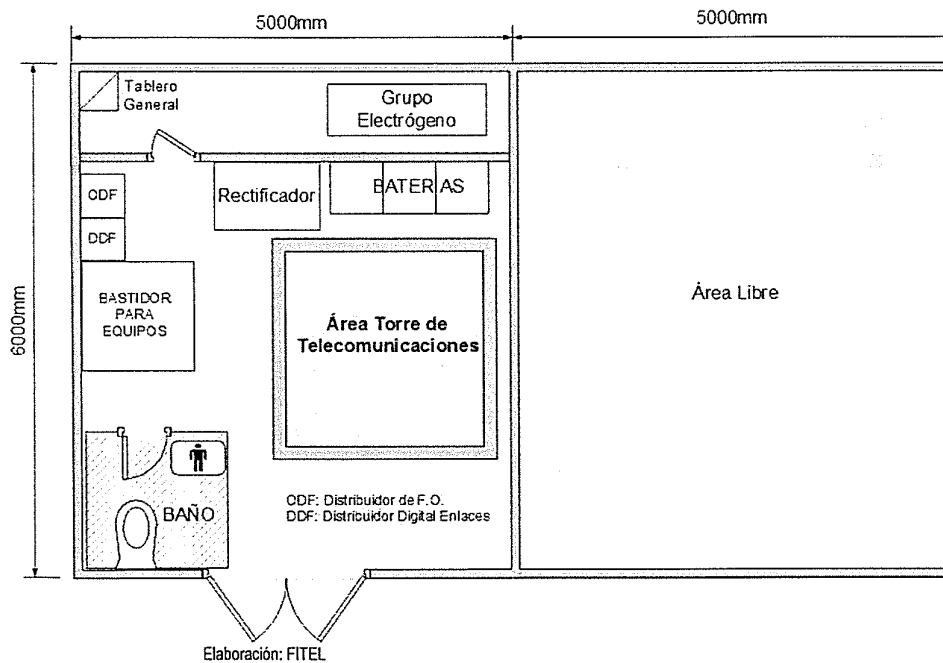 5000mm
5000mm
6000mm
Tablero
General
Grupo
Electrógeno
ODF
DDF
Rectificador
BATER AS
BASTIDOR
PARA
EQUIPOS
Área Torre de
Telecomunicaciones
Área Libre
BAÑO
ODF: Distribuidor de F.O.
DDF: Distribuidor Digital Enlaces
Elaboración: FITEL